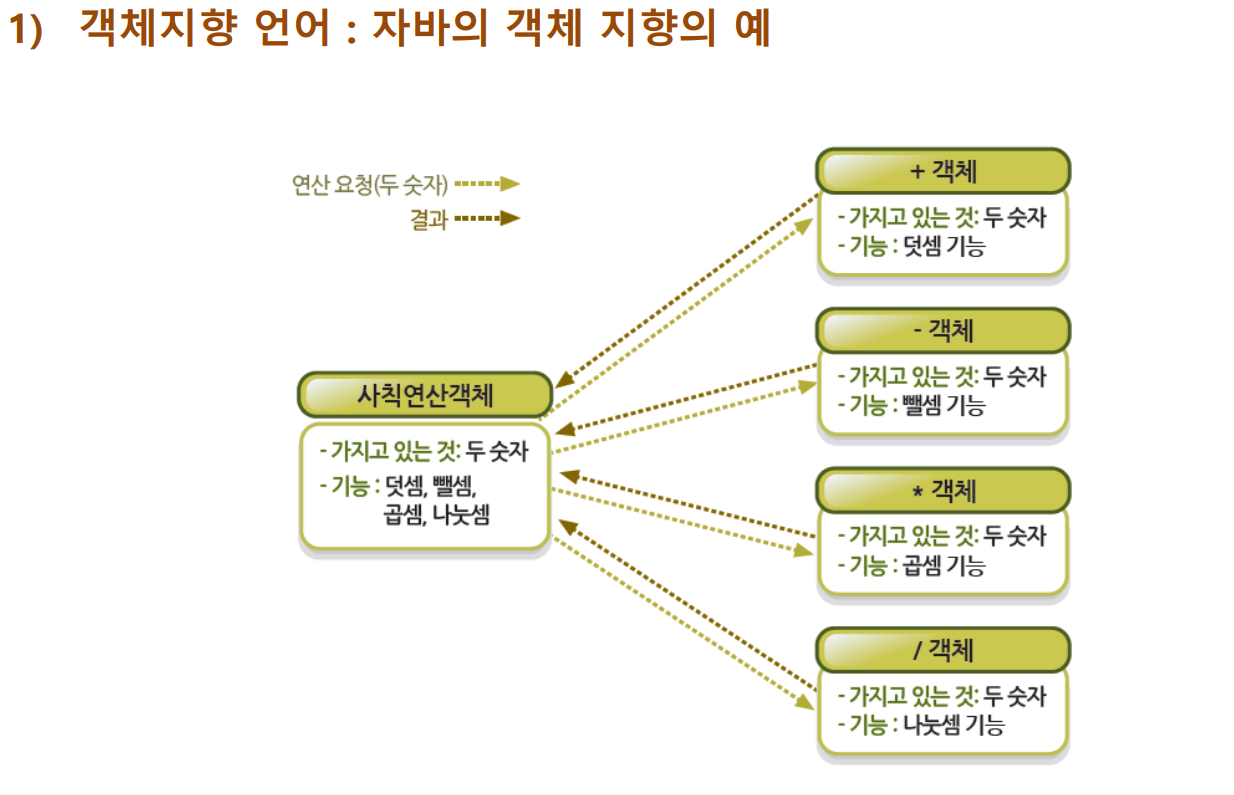 1) 객체지향 언어 : 자바의 객체 지향의 예
연산 요청(두 숫자)
결과
사칙연산객체
- 가지고 있는 것: 두 숫자
- 기능 : 덧셈, 뺄셈,
곱셈, 나눗셈
+ 객체
- 가지고 있는 것: 두 숫자
- 기능 : 덧셈 기능
- 객체
- 가지고 있는 것: 두 숫자
- 기능 : 뺄셈 기능
* 객체
- 가지고 있는 것: 두 숫자
- 기능 : 곱셈 기능
/ 객체
- 가지고 있는 것: 두 숫자
- 기능 : 나눗셈 기능